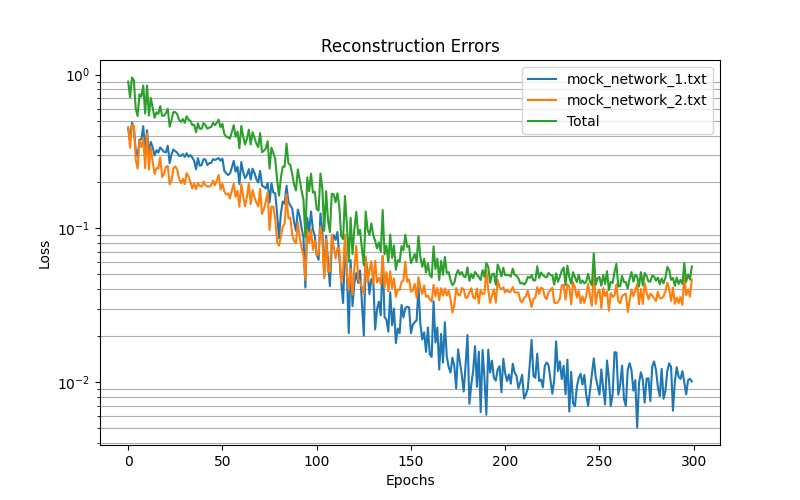 Reconstruction Errors
mock_network_1.txt
mock_network_2.txt
Total
Loss
10⁰
10⁻¹
10⁻²
0 50 100 150 200 250 300
Epochs